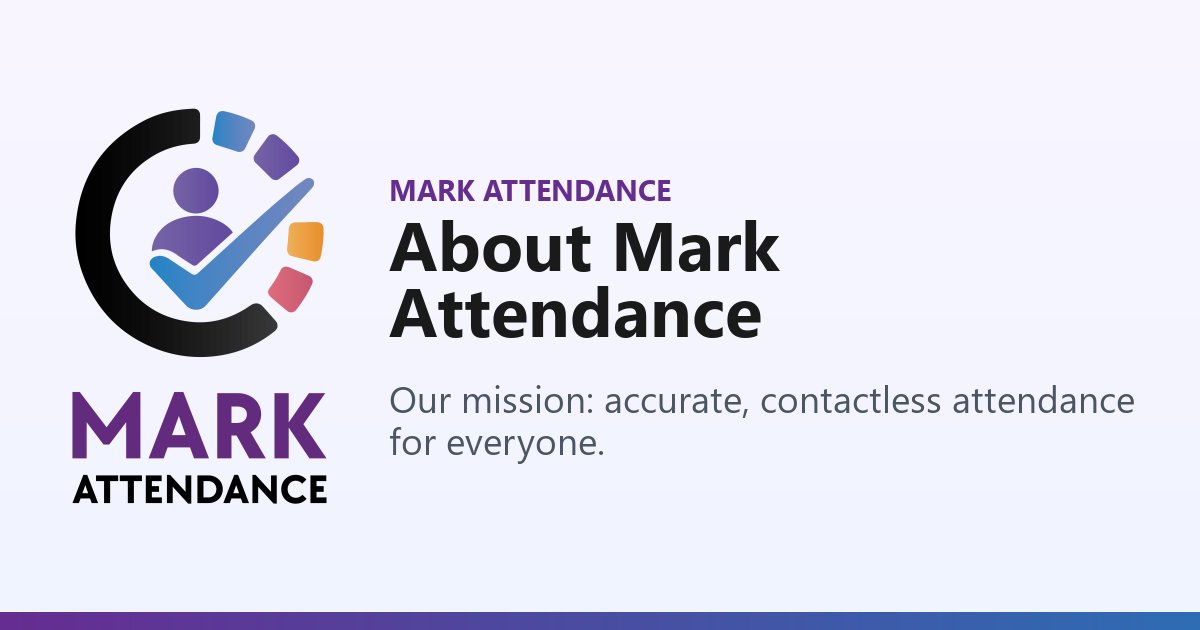 MARK
ATTENDANCE
MARK ATTENDANCE
About Mark
Attendance
Our mission: accurate, contactless attendance
for everyone.